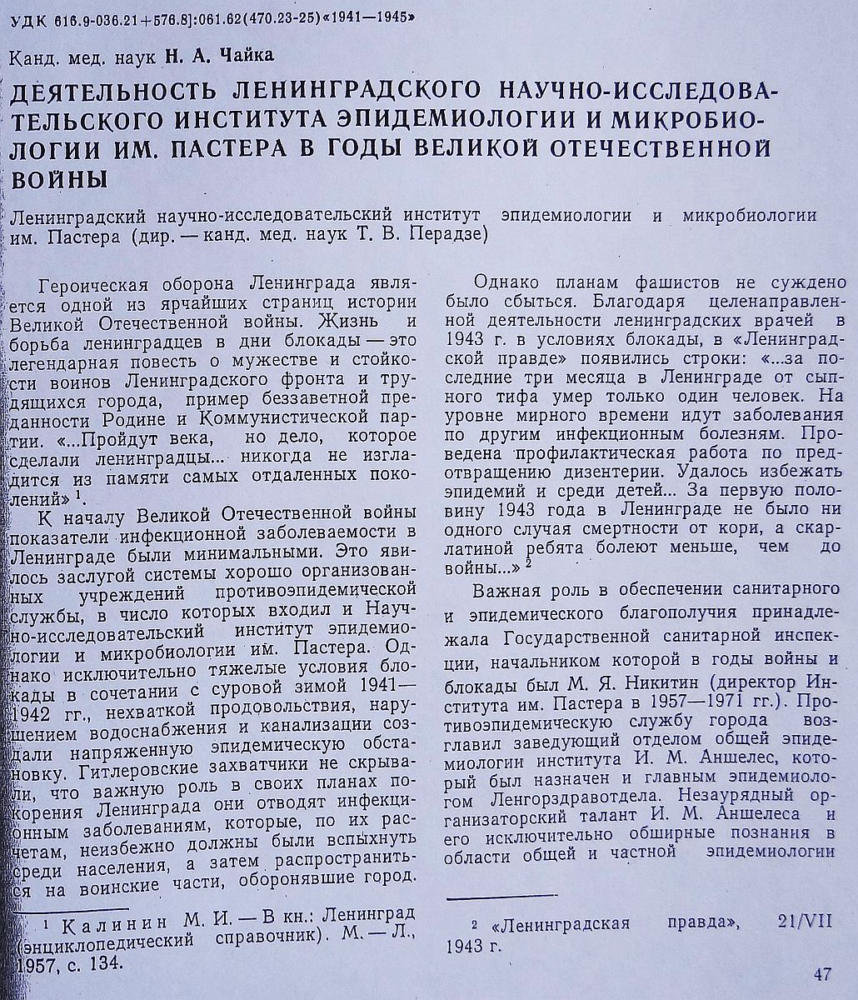 УДК 616.9-036.21+576.8]:061.62(470.23-25)«1941—1945»
Канд. мед. наук Н. А. Чайка
ДЕЯТЕЛЬНОСТЬ ЛЕНИНГРАДСКОГО НАУЧНО-ИССЛЕДОВА-
ТЕЛЬСКОГО ИНСТИТУТА ЭПИДЕМИОЛОГИИ И МИКРОБИО-
ЛОГИИ ИМ. ПАСТЕРА В ГОДЫ ВЕЛИКОЙ ОТЕЧЕСТВЕННОЙ
ВОЙНЫ
Ленинградский научно-исследовательский институт эпидемиологии и микробиологии
им. Пастера (дир. — канд. мед. наук Т. В. Перадзе)
Героическая оборона Ленинграда явля-
ется одной из ярчайших страниц истории
Великой Отечественной войны. Жизнь и
борьба ленинградцев в дни блокады — это
легендарная повесть о мужестве и стойко-
сти воинов Ленинградского фронта и тру-
дящихся города, пример беззаветной пре-
данности Родине и Коммунистической пар-
тии. «...Пройдут века, но дело, которое
сделали ленинградцы... никогда не изгла-
дится из памяти самых отдаленных поко-
лений» ¹.
К началу Великой Отечественной войны
показатели инфекционной заболеваемости в
Ленинграде были минимальными. Это яви-
лось заслугой системы хорошо организован-
ных учреждений противоэпидемической
службы, в число которых входил и Науч-
но-исследовательский институт эпидемио-
логии и микробиологии им. Пастера. Од-
нако исключительно тяжелые условия бло-
кады в сочетании с суровой зимой 1941—
1942 гг., нехваткой продовольствия, нару-
шением водоснабжения и канализации соз-
дали напряженную эпидемическую обста-
новку. Гитлеровские захватчики не скрыва-
ли, что важную роль в своих планах по-
корения Ленинграда они отводят инфекци-
онным заболеваниям, которые, по их рас-
четам, неизбежно должны были вспыхнуть
среди населения, а затем распространить-
ся на воинские части, оборонявшие город.
¹ Калинин М. И. — В кн.: Ленинград
(энциклопедический справочник). М. — Л.,
1957, с. 134.
Однако планам фашистов не суждено
было сбыться. Благодаря целенаправлен-
ной деятельности ленинградских врачей в
1943 г. в условиях блокады, в «Ленинград-
ской правде» появились строки: «...за по-
следние три месяца в Ленинграде от сып-
ного тифа умер только один человек. На
уровне мирного времени идут заболевания
по другим инфекционным болезням. Про-
ведена профилактическая работа по пред-
отвращению дизентерии. Удалось избежать
эпидемий и среди детей... За первую поло-
вину 1943 года в Ленинграде не было ни
одного случая смертности от кори, а скар-
латиной ребята болеют меньше, чем до
войны...» ²
Важная роль в обеспечении санитарного
и эпидемического благополучия принадле-
жала Государственной санитарной инспек-
ции, начальником которой в годы войны и
блокады был М. Я. Никитин (директор Ин-
ститута им. Пастера в 1957—1971 гг.). Про-
тивоэпидемическую службу города воз-
главил заведующий отделом общей эпиде-
миологии института И. М. Аншелес, кото-
рый был назначен и главным эпидемиоло-
гом Ленгорздравотдела. Незаурядный ор-
ганизаторский талант И. М. Аншелеса и
его исключительно обширные познания в
области общей и частной эпидемиологии
² «Ленинградская правда», 21/VII
1943 г.
47